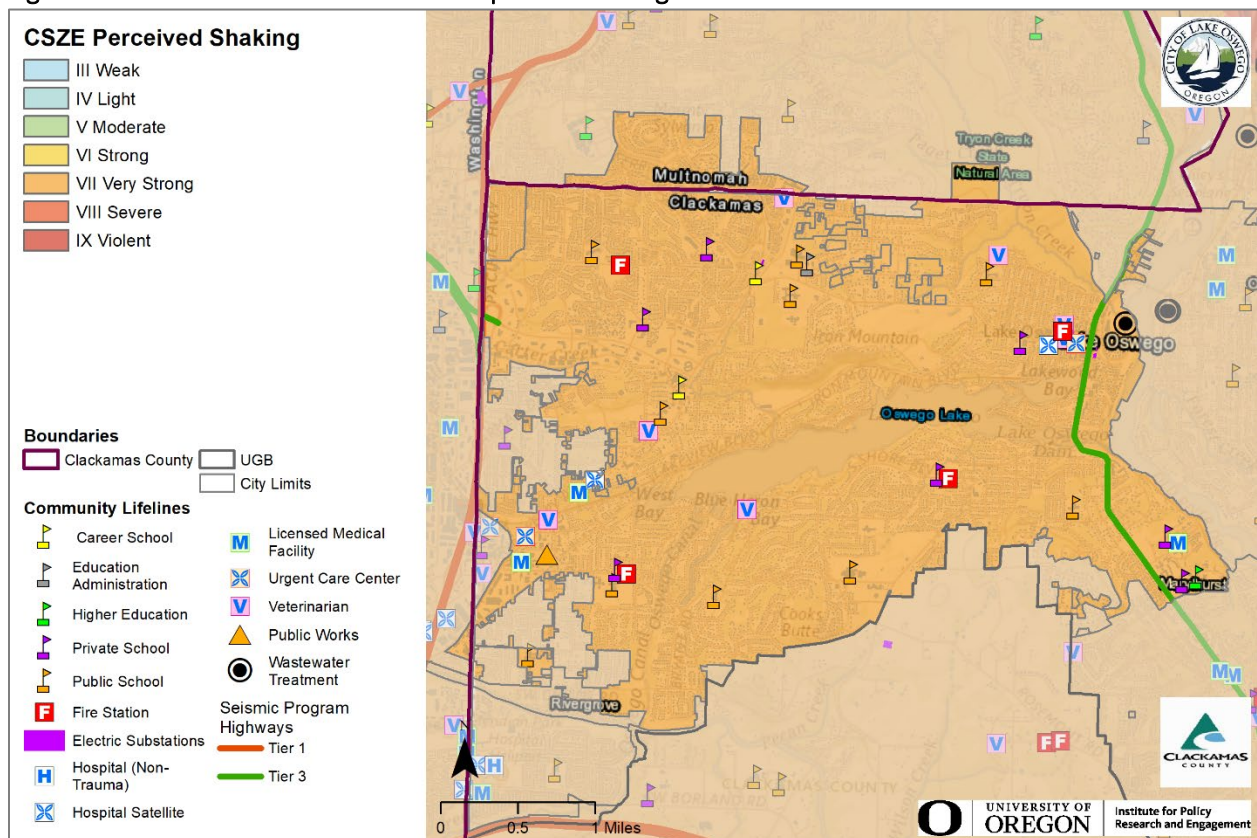 CSZE Perceived Shaking
III Weak
IV Light
V Moderate
VI Strong
VII Very Strong
VIII Severe
IX Violent
Boundaries
Clackamas County
UGB
City Limits
Community Lifelines
Career School
Education
Administration
Higher Education
Private School
Public School
F Fire Station
Electric Substations
H Hospital (Non-
Trauma)
Hospital Satellite
M Licensed Medical
Facility
Urgent Care Center
V Veterinarian
Public Works
Wastewater
Treatment
Seismic Program
Highways
Tier 1
Tier 3
Washington
Multnomah
Clackamas
Tryon Creek
State
Natural Area
Iron Mountain
Oswego Lake
Lakewood
Bay
Lake Oswego
Dam
West
Bay
Blue Heron
Bay
Cooks
Butte
Rivergrove
CLACKAMAS COUNTY
BORLAND RD
0 0.5 1 Miles
CITY OF LAKE OSWEGO
OREGON
CLACKAMAS
COUNTY
O UNIVERSITY OF
OREGON
Institute for Policy
Research and Engagement